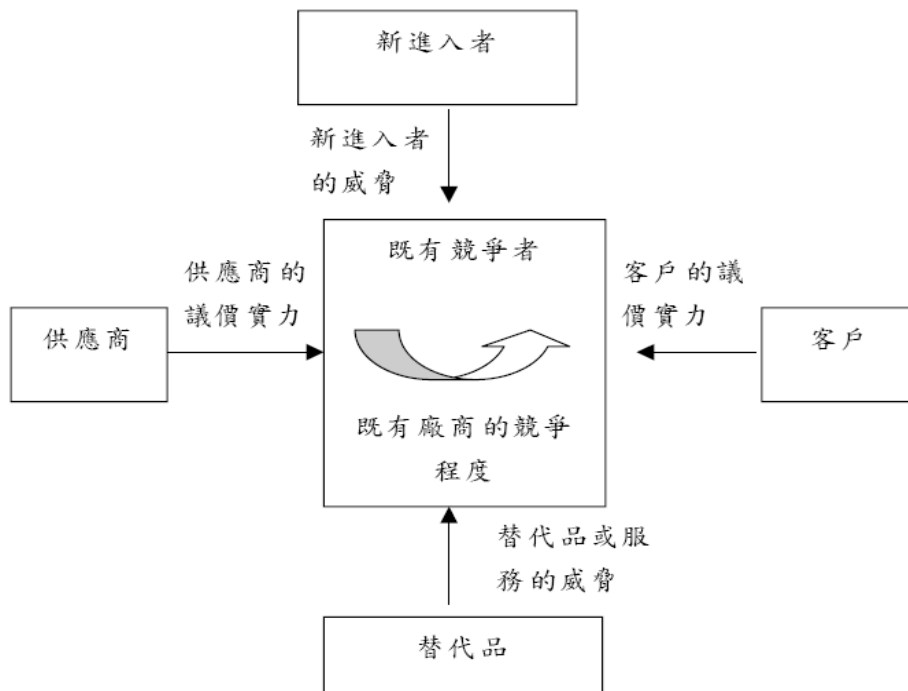 新進入者
新進入者
的威脅
既有競爭者
供應商的
議價實力
客戶的議
價實力
供應商
客戶
既有廠商的競爭
程度
替代品或服
務的威脅
替代品